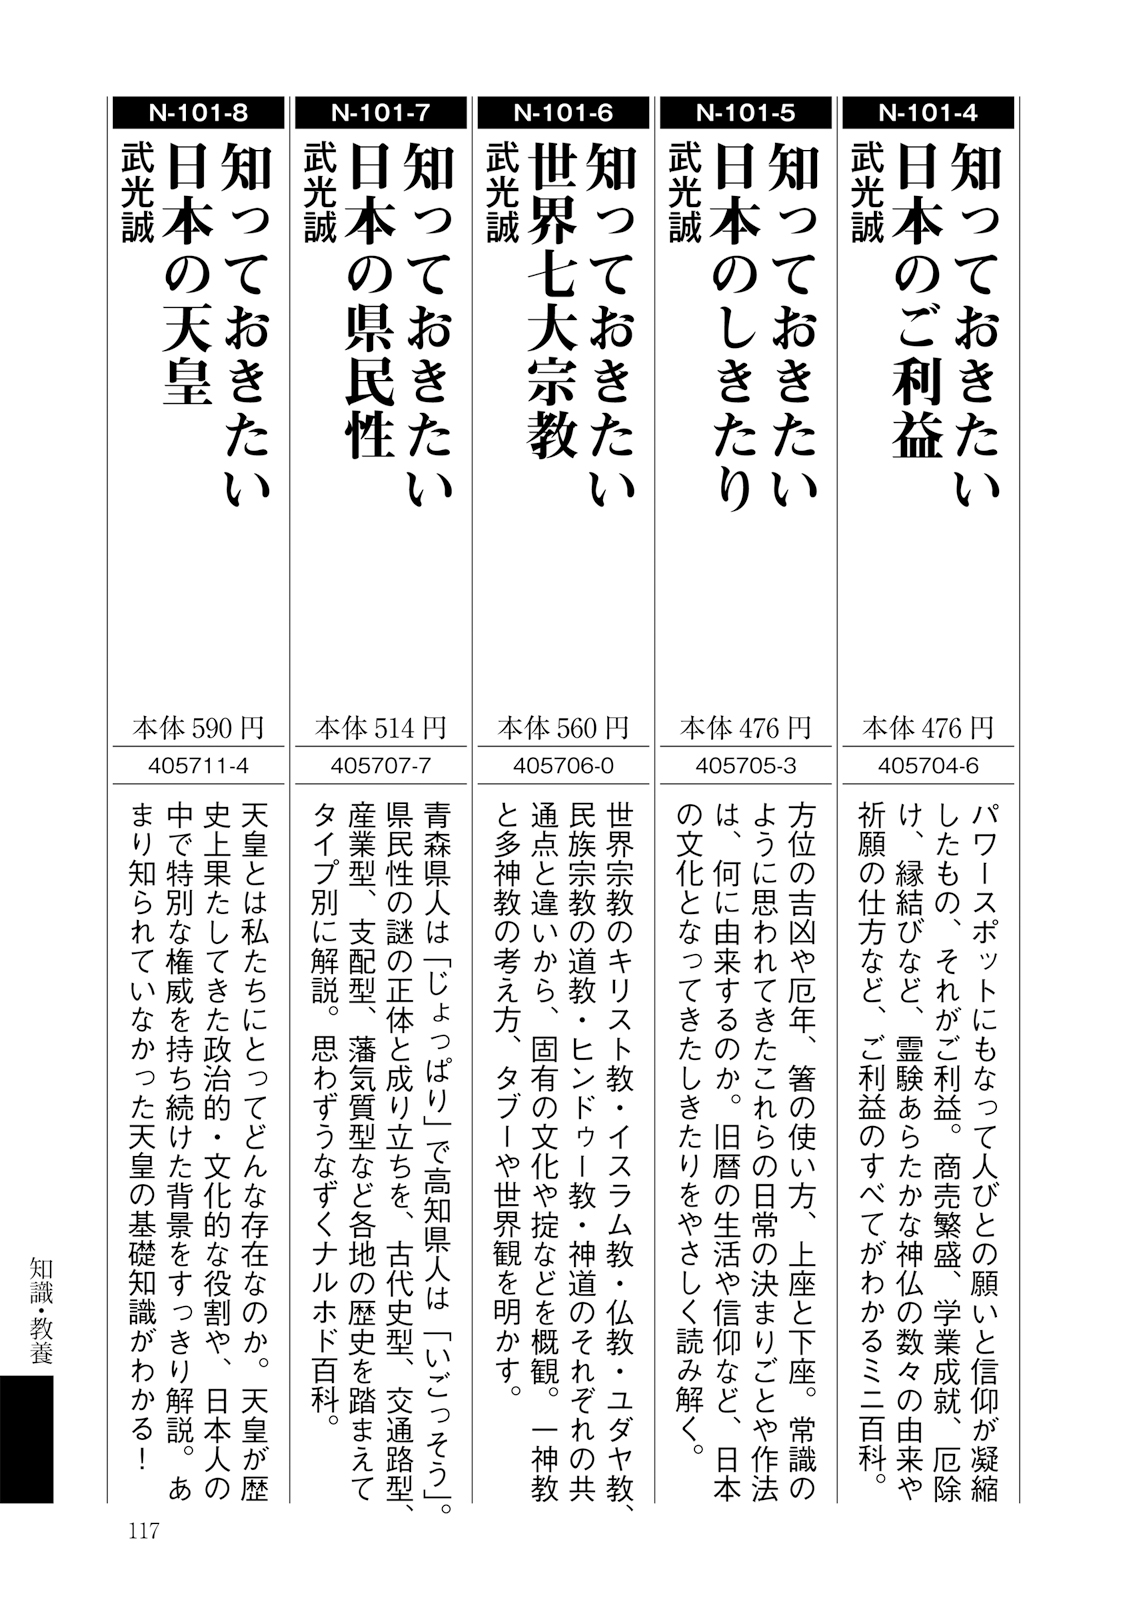 N-101-4
知っておきたい
日本のご利益
武光誠
本体 476 円
405704-6
パワースポットにもなって人びとの願いと信仰が凝縮
したもの、それがご利益。商売繁盛、学業成就、厄除
け、縁結びなど、霊験あらたかな神仏の数々の由来や
祈願の仕方など、ご利益のすべてがわかるミニ百科。
N-101-5
知っておきたい
日本のしきたり
武光誠
本体 476 円
405705-3
方位の吉凶や厄年、箸の使い方、上座と下座。常識の
ように思われてきたこれらの日常の決まりごとや作法
は、何に由来するのか。旧暦の生活や信仰など、日本
の文化となってきたしきたりをやさしく読み解く。
N-101-6
知っておきたい
世界七大宗教
武光誠
本体 560 円
405706-0
世界宗教のキリスト教・イスラム教・仏教・ユダヤ教、
民族宗教の道教・ヒンドゥー教・神道のそれぞれの共
通点と違いから、固有の文化や掟などを概観。一神教
と多神教の考え方、タブーや世界観を明かす。
N-101-7
知っておきたい
日本の県民性
武光誠
本体 514 円
405707-7
青森県人は「じょっぱり」で高知県人は「いごっそう」。
県民性の謎の正体と成り立ちを、古代史型、交通路型、
産業型、支配型、藩気質型など各地の歴史を踏まえて
タイプ別に解説。思わずうなずくナルホド百科。
N-101-8
知っておきたい
日本の天皇
武光誠
本体 590 円
405711-4
天皇とは私たちにとってどんな存在なのか。天皇が歴
史上果たしてきた政治的・文化的な役割や、日本人の
中で特別な権威を持ち続けた背景をすっきり解説。あ
まり知られていなかった天皇の基礎知識がわかる！
知識・教養
117